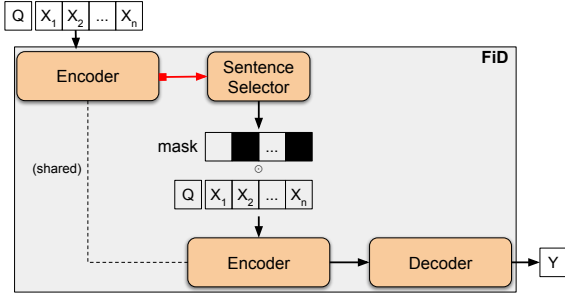 Q X₁ X₂ ... Xₙ
FiD
Encoder
Sentence
Selector
mask ...
(shared)
⊙
Q X₁ X₂ ... Xₙ
Encoder
Decoder
Y